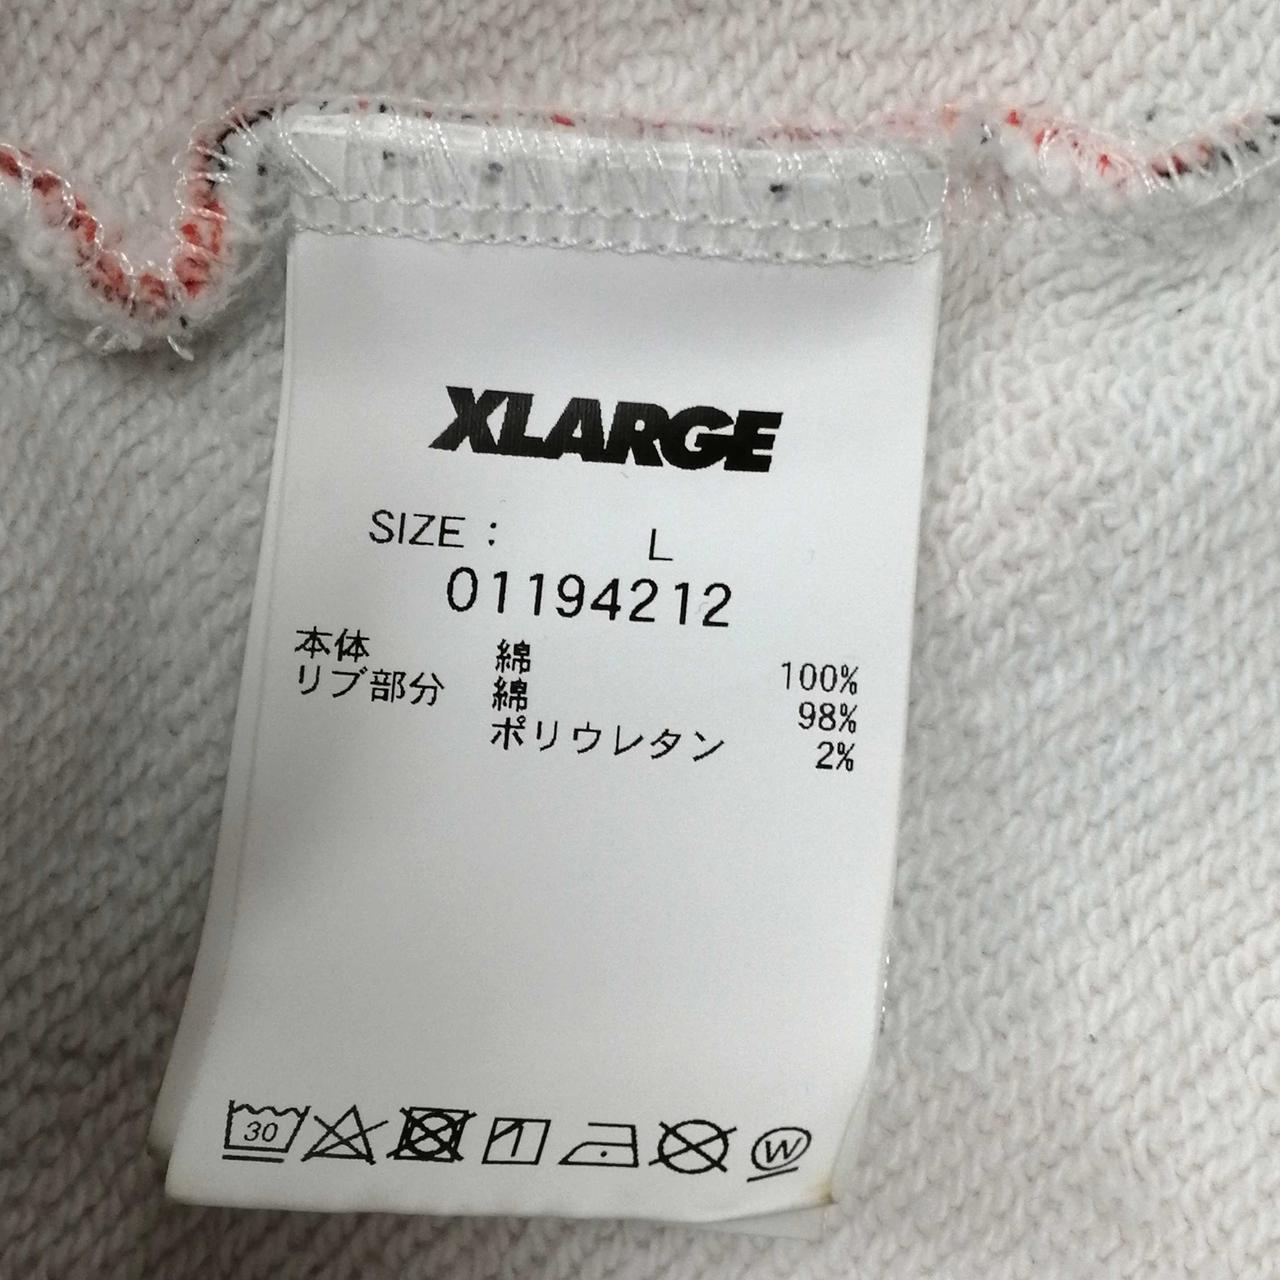 XLARGE
SIZE : L
01194212
本体 綿 100%
リブ部分 綿 98%
ポリウレタン 2%
30 W